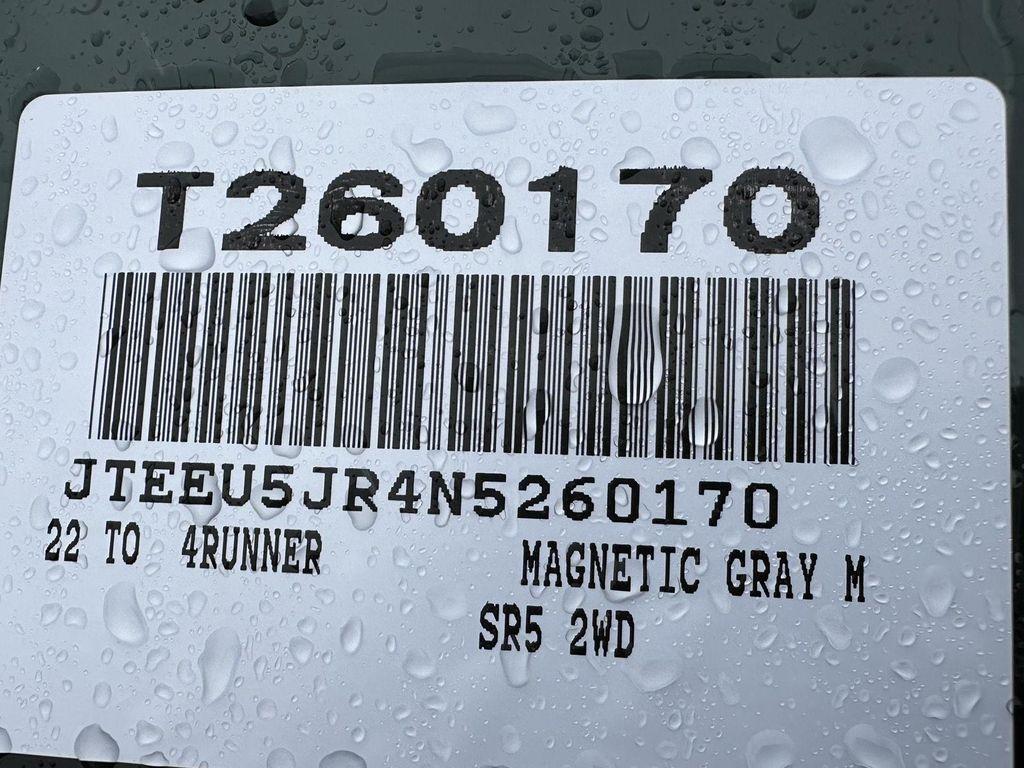 T260170
JTEEU5JR4N5260170
22 TO 4RUNNER MAGNETIC GRAY M
SR5 2WD